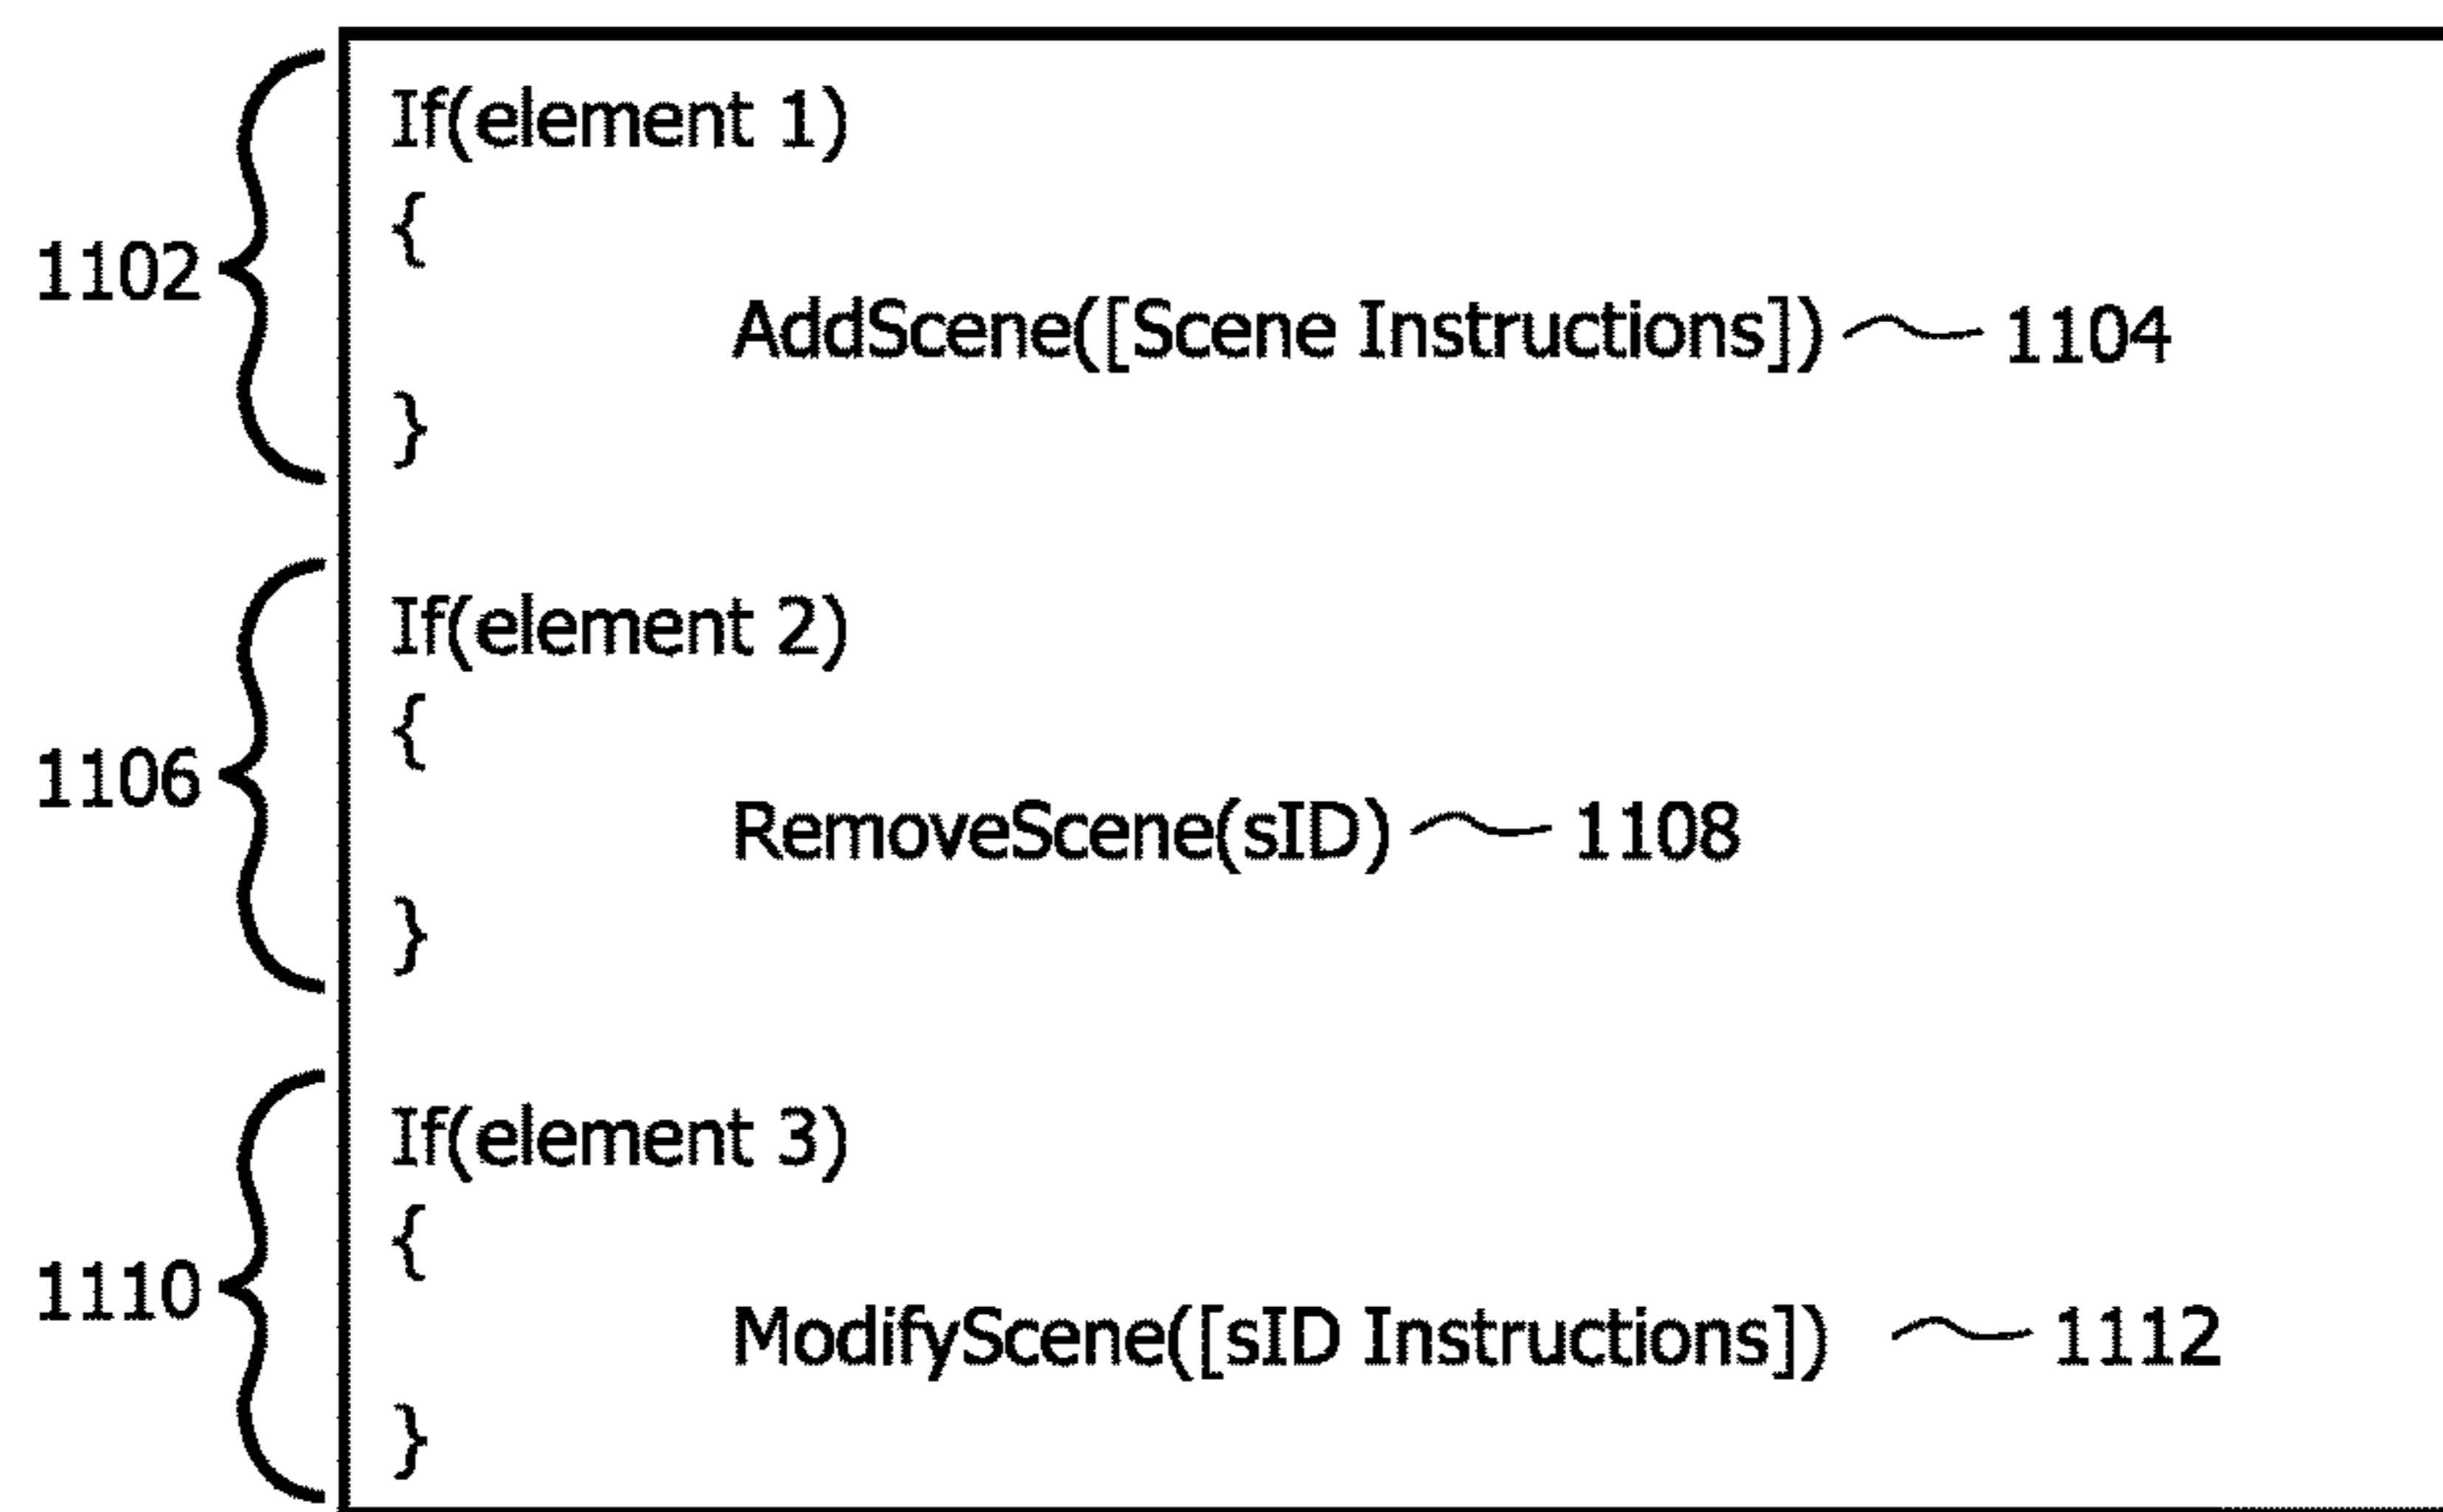 If(element 1)
{
1102
AddScene([Scene Instructions]) 1104
}
If(element 2)
{
1106
RemoveScene(sID) 1108
}
If(element 3)
{
1110
ModifyScene([sID Instructions]) 1112
}